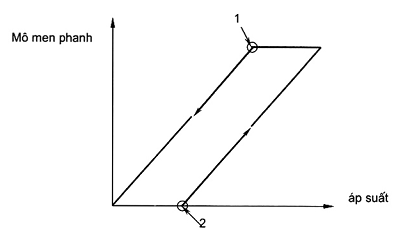 1
Mô men phanh
áp suất
2